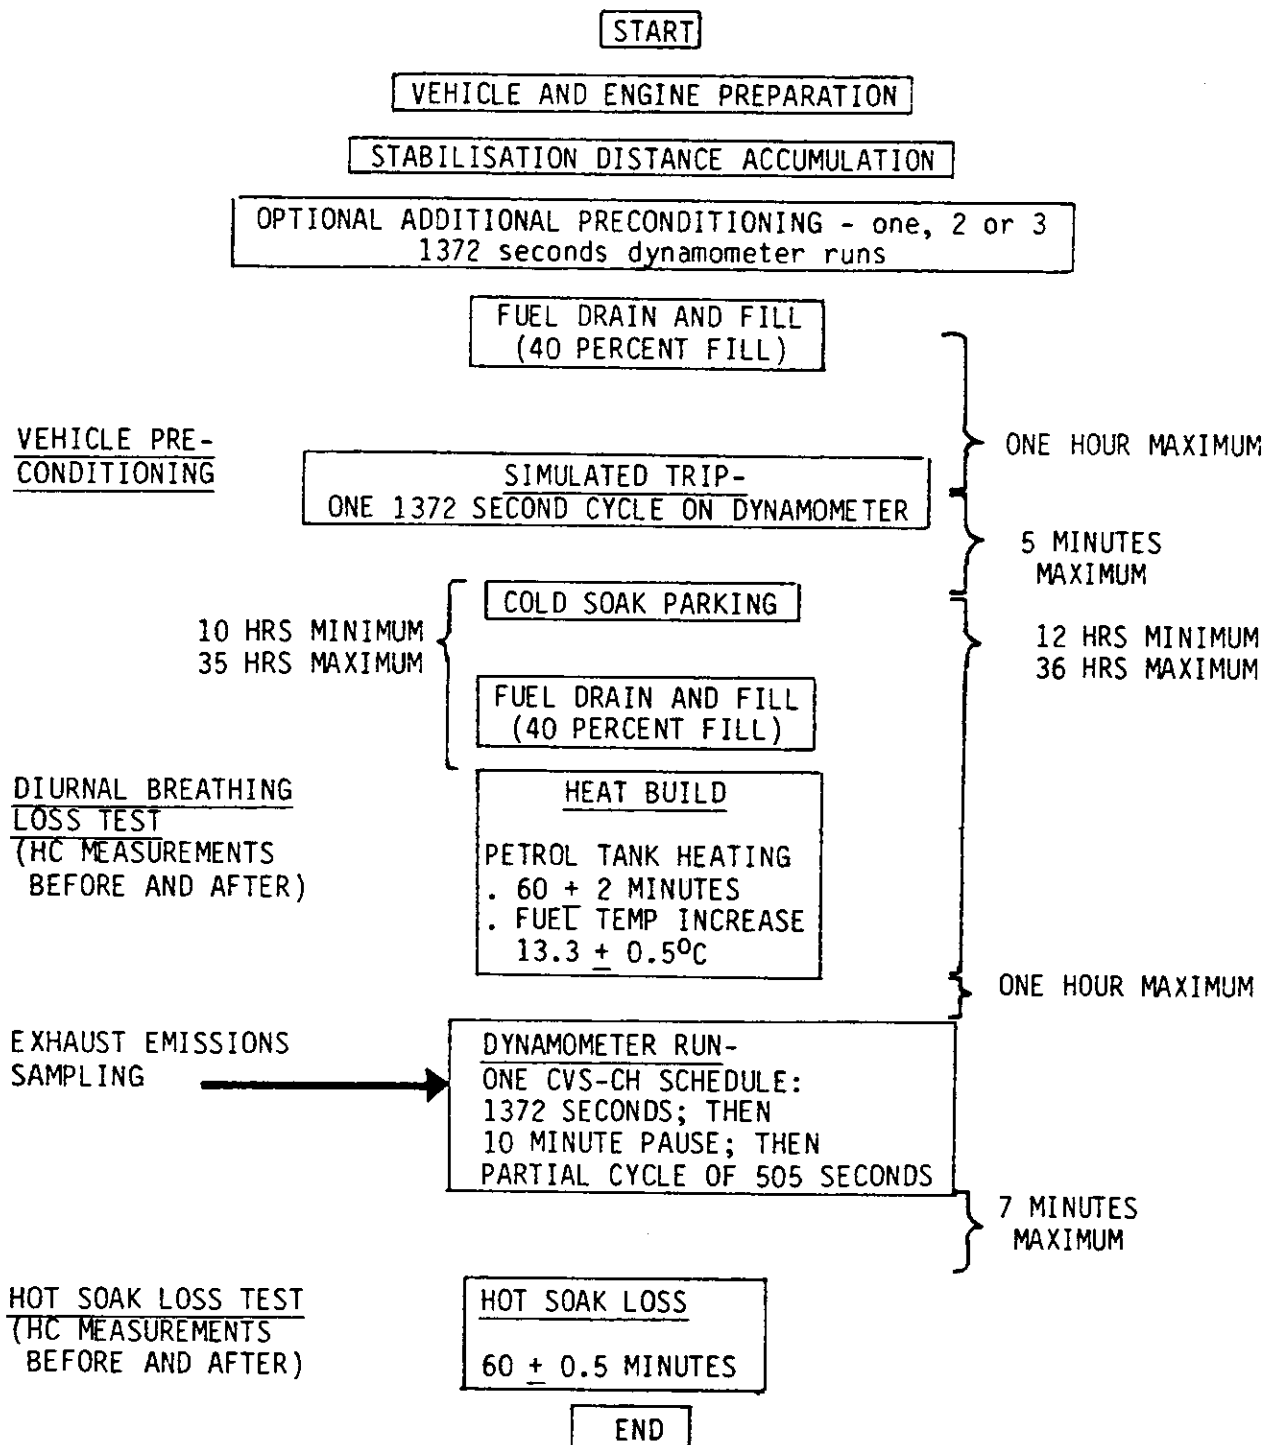 START
VEHICLE AND ENGINE PREPARATION
STABILISATION DISTANCE ACCUMULATION
OPTIONAL ADDITIONAL PRECONDITIONING - one, 2 or 3
1372 seconds dynamometer runs
FUEL DRAIN AND FILL
(40 PERCENT FILL)
ONE HOUR MAXIMUM
VEHICLE PRE-
CONDITIONING
SIMULATED TRIP-
ONE 1372 SECOND CYCLE ON DYNAMOMETER
5 MINUTES
MAXIMUM
COLD SOAK PARKING
10 HRS MINIMUM
35 HRS MAXIMUM
12 HRS MINIMUM
36 HRS MAXIMUM
FUEL DRAIN AND FILL
(40 PERCENT FILL)
DIURNAL BREATHING
LOSS TEST
(HC MEASUREMENTS
BEFORE AND AFTER)
HEAT BUILD
PETROL TANK HEATING
. 60 ± 2 MINUTES
. FUEL TEMP INCREASE
13.3 ± 0.5ºC
ONE HOUR MAXIMUM
EXHAUST EMISSIONS
SAMPLING
DYNAMOMETER RUN-
ONE CVS-CH SCHEDULE:
1372 SECONDS; THEN
10 MINUTE PAUSE; THEN
PARTIAL CYCLE OF 505 SECONDS
7 MINUTES
MAXIMUM
HOT SOAK LOSS TEST
(HC MEASUREMENTS
BEFORE AND AFTER)
HOT SOAK LOSS
60 ± 0.5 MINUTES
END